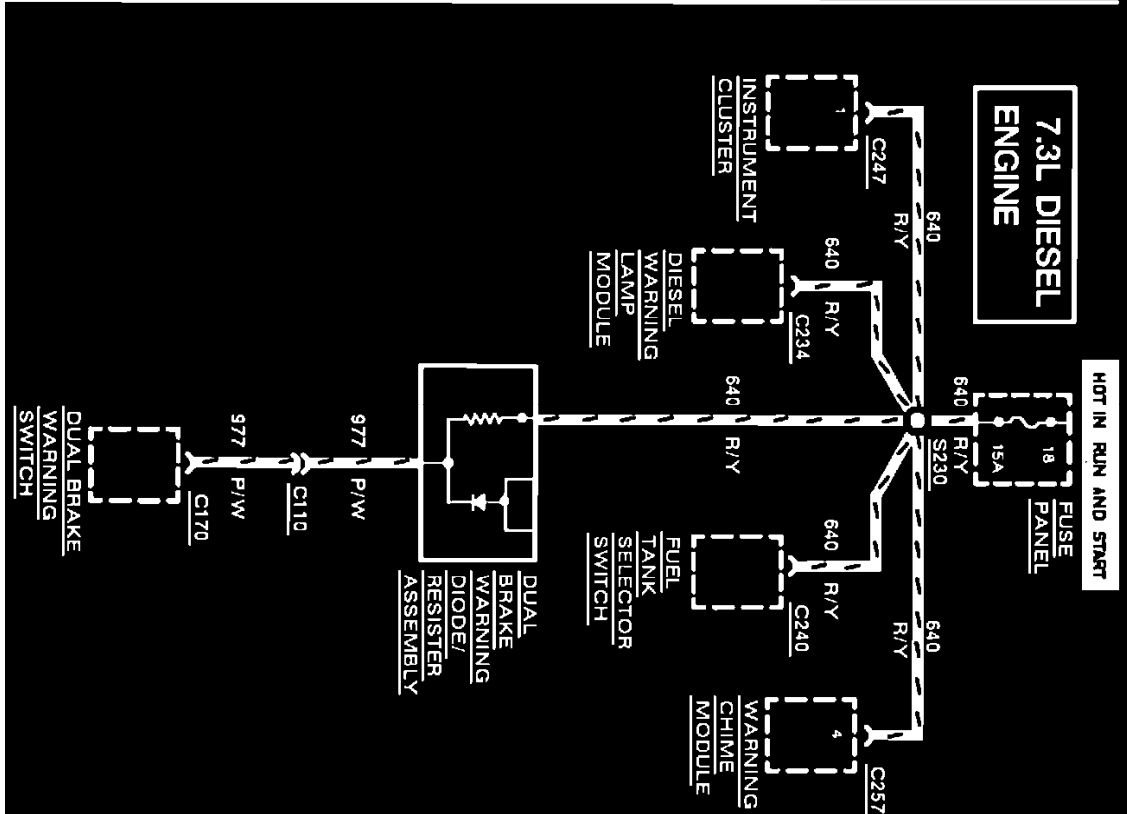 HOT IN RUN AND START
7.3L DIESEL
ENGINE
18
15A
FUSE
PANEL
640
R/Y
S230
640
R/Y
C247
1
INSTRUMENT
CLUSTER
640
R/Y
C234
DIESEL
WARNING
LAMP
MODULE
640
R/Y
640
R/Y
C240
FUEL
TANK
SELECTOR
SWITCH
640
R/Y
C257
4
WARNING
CHIME
MODULE
DUAL
BRAKE
WARNING
DIODE/
RESISTER
ASSEMBLY
977
P/W
C110
977
P/W
C170
DUAL BRAKE
WARNING
SWITCH